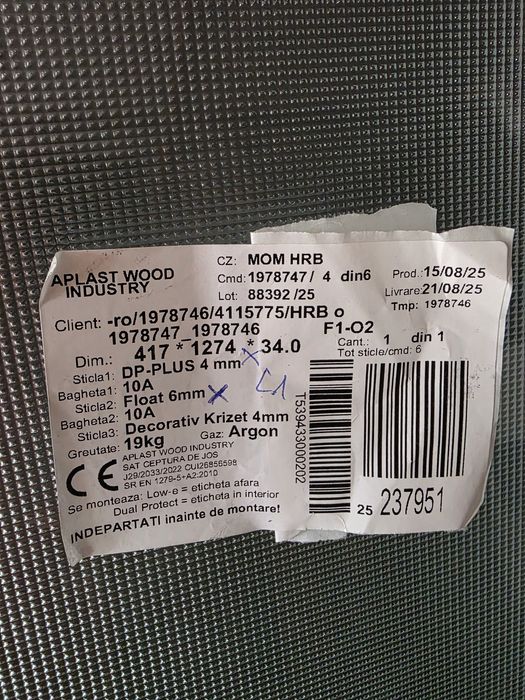 APLAST WOOD
INDUSTRY
CZ: MOM HRB
Cmd: 1978747 / 4 din6
Lot: 88392 /25
Prod.: 15/08/25
Livrare: 21/08/25
Tmp: 1978746
Client: -ro/1978746/4115775/HRB o
1978747_1978746
F1-O2
Dim.: 417 * 1274 * 34.0
Cant.: 1 din 1
Tot sticle/cmd: 6
Sticla1: DP-PLUS 4 mm x
Bagheta1: 10A
Sticla2: Float 6mm x
C1
Bagheta2: 10A
Sticla3: Decorativ Krizet 4mm
Greutate: 19kg Gaz: Argon
CE
APLAST WOOD INDUSTRY
SAT CEPTURA DE JOS
J29/2033/2022 CUI26856598
SR EN 1279-5+A2-2010
Se monteaza: Low-e = eticheta afara
Dual Protect = eticheta in interior
INDEPARTATI inainte de montare!
T5394330002002
25 237951